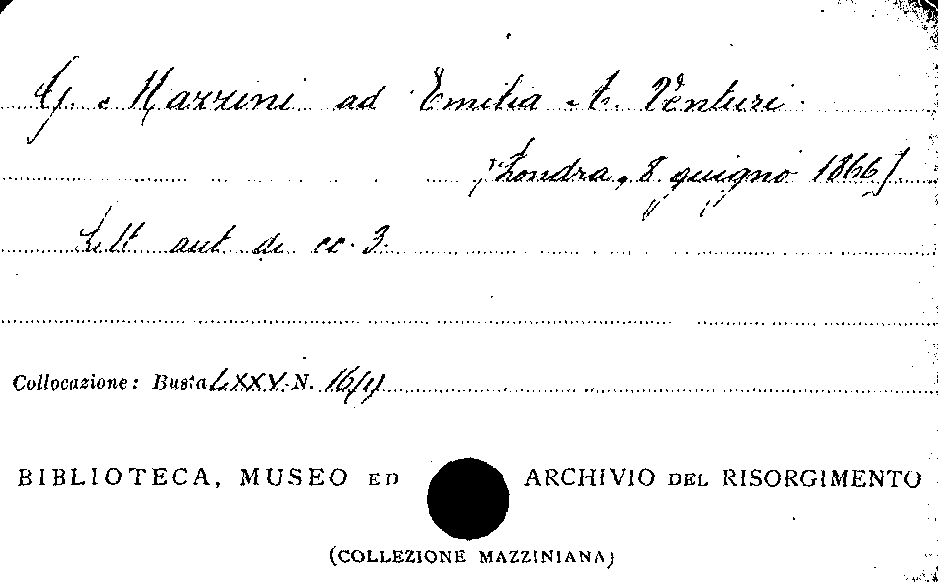 G. Mazzini ad Emilia A. Venturi.
[Londra, 8 giugno 1866]
Lett. aut. di cc. 3.
Collocazione: Busta LXXV N. 16/
BIBLIOTECA, MUSEO ED ARCHIVIO DEL RISORGIMENTO
(COLLEZIONE MAZZINIANA)